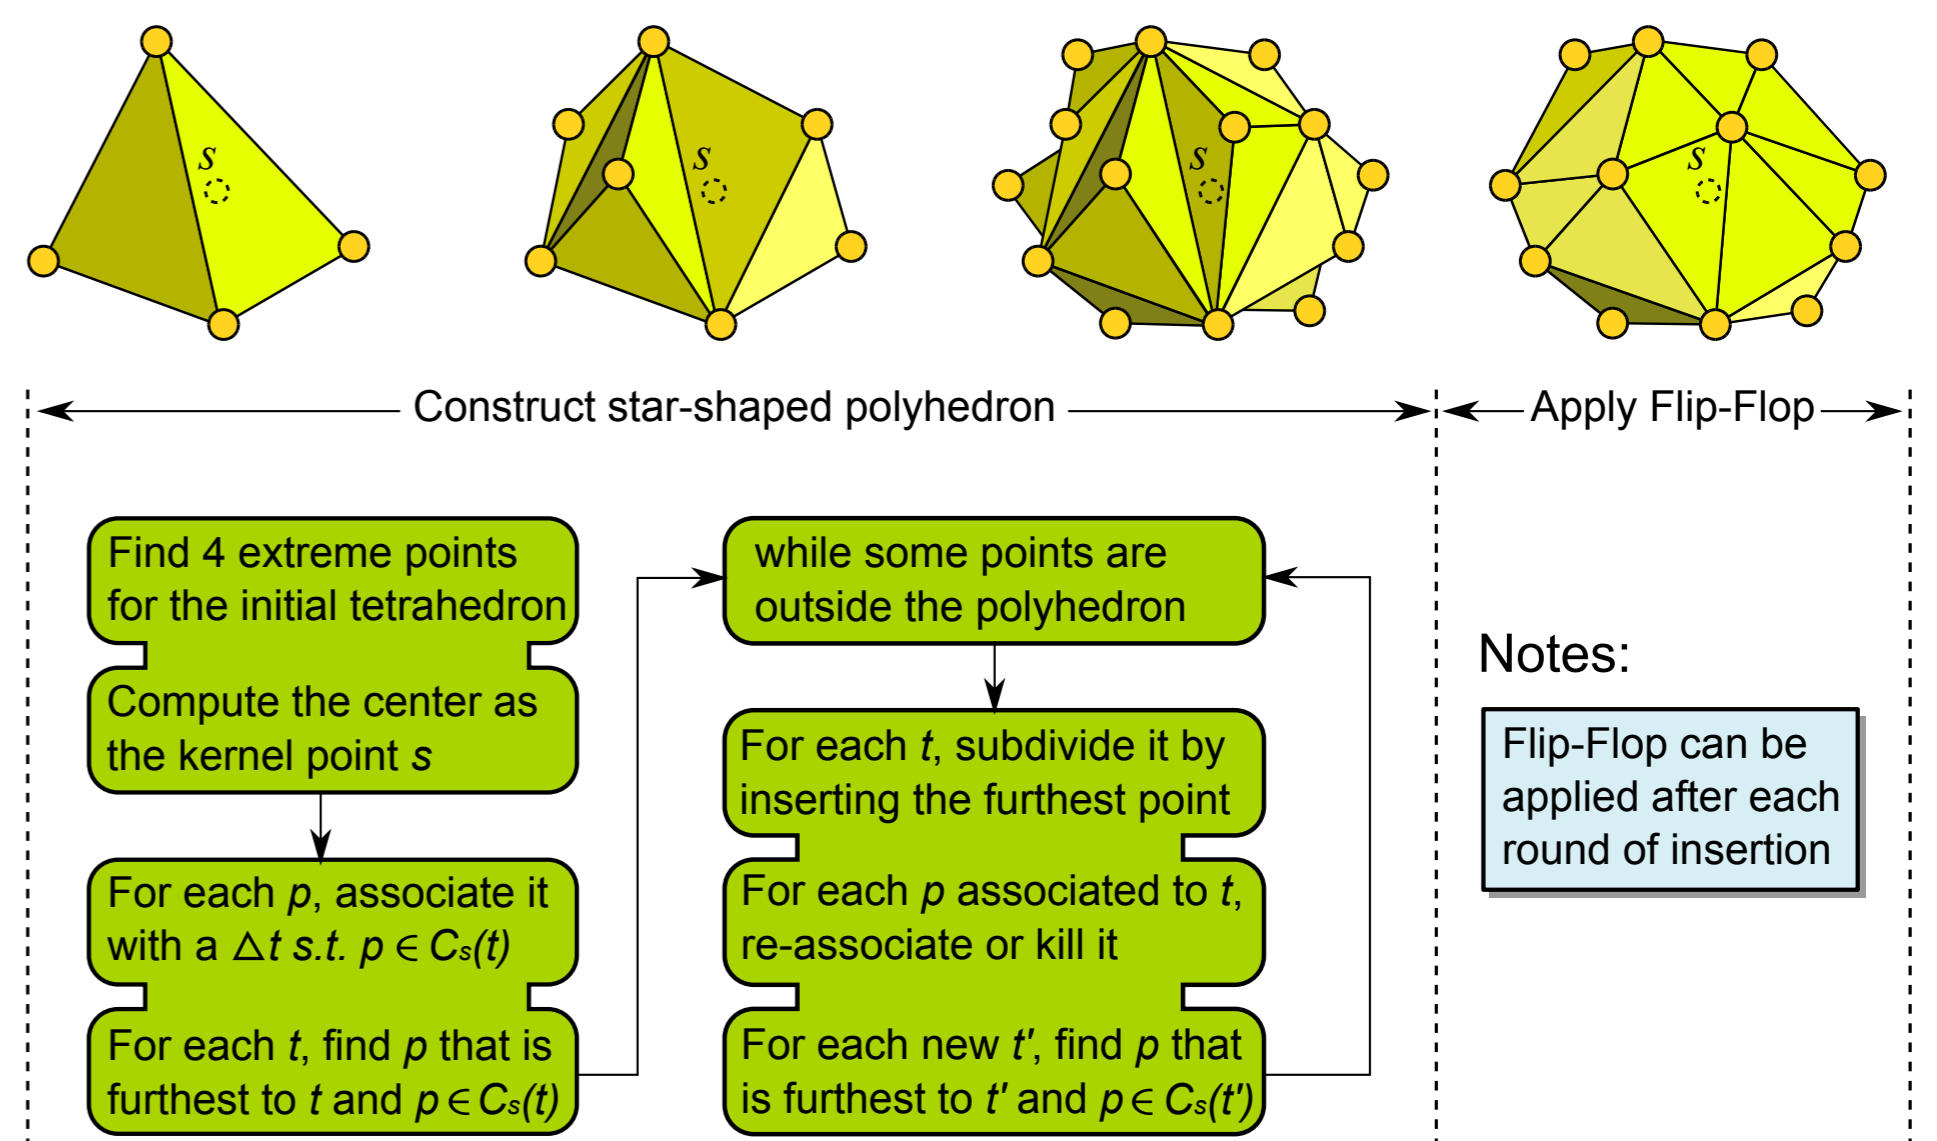 s
s
s
s
Construct star-shaped polyhedron
Apply Flip-Flop
Find 4 extreme points
for the initial tetrahedron
Compute the center as
the kernel point s
For each p, associate it
with a △t s.t. p ∈ Cs(t)
For each t, find p that is
furthest to t and p ∈ Cs(t)
while some points are
outside the polyhedron
For each t, subdivide it by
inserting the furthest point
For each p associated to t,
re-associate or kill it
For each new t′, find p that
is furthest to t′ and p ∈ Cs(t′)
Notes:
Flip-Flop can be
applied after each
round of insertion